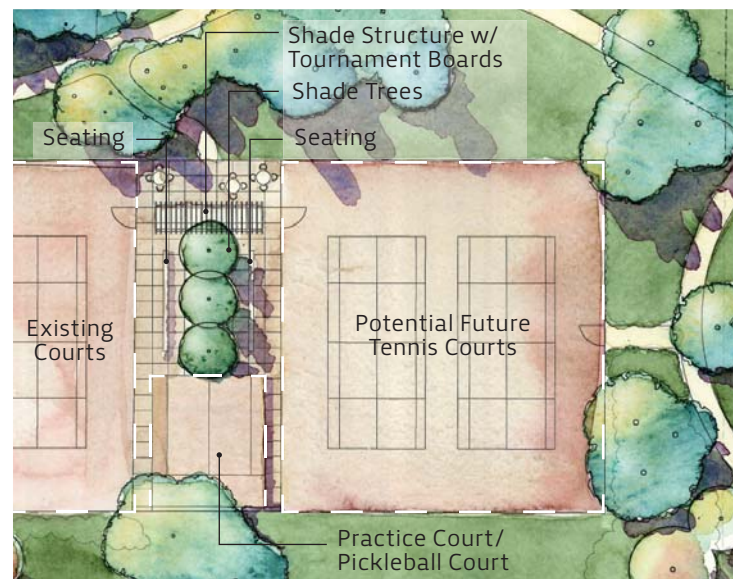 Shade Structure w/
Tournament Boards
Shade Trees
Seating
Seating
Existing
Courts
Potential Future
Tennis Courts
Practice Court/
Pickleball Court